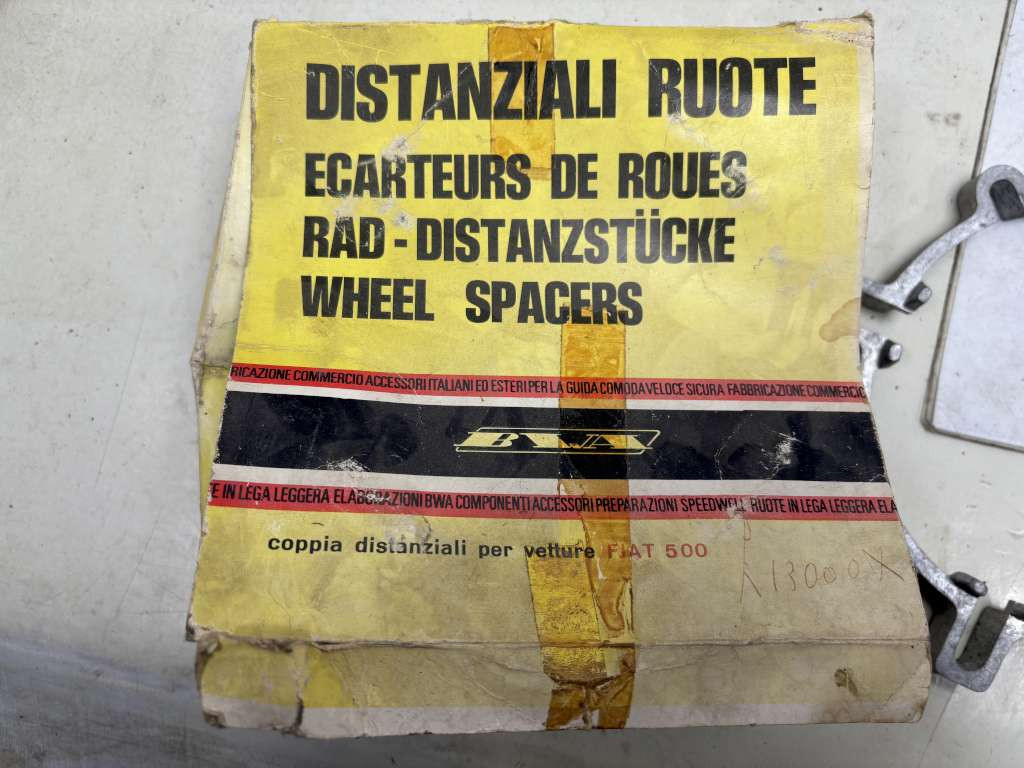 DISTANZIALI RUOTE
ECARTEURS DE ROUES
RAD - DISTANZSTÜCKE
WHEEL SPACERS
RICAZIONE COMMERCIO ACCESSORI ITALIANI ED ESTERI PER LA GUIDA COMODA VELOCE SICURA FABBRICAZIONE COMMERCIO
BWA
E IN LEGA LEGGERA ELABORAZIONI BWA COMPONENTI ACCESSORI PREPARAZIONI SPEEDWELL RUOTE IN LEGA LEGGERA ELA
coppia distanziali per vetture FIAT 500
13000